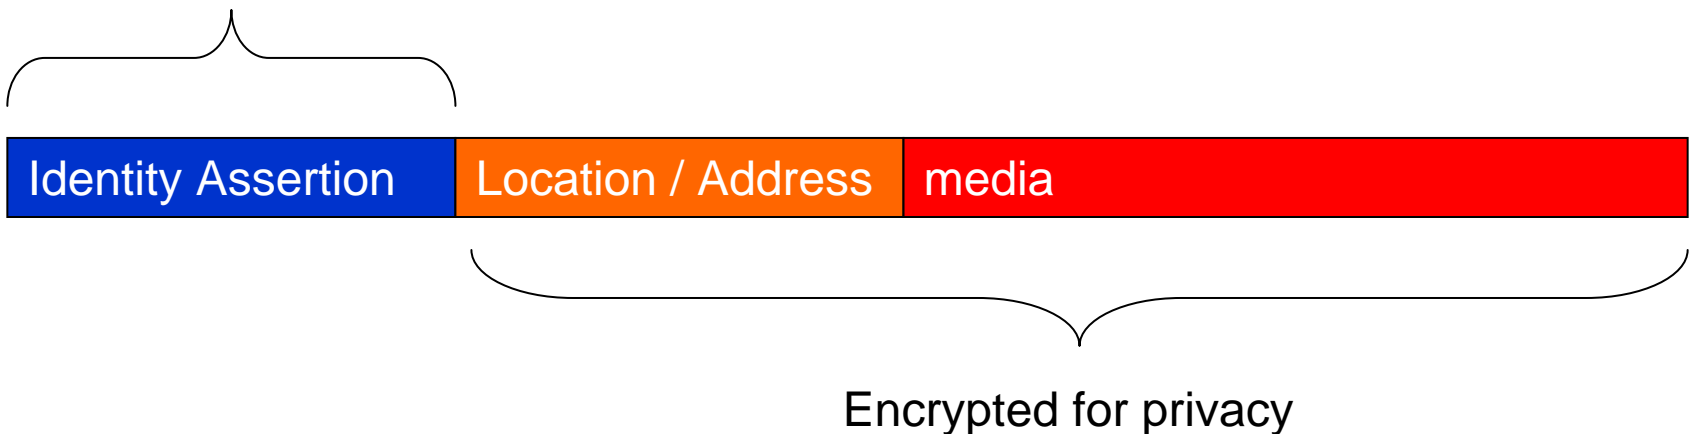 Identity Assertion Location / Address media
Encrypted for privacy